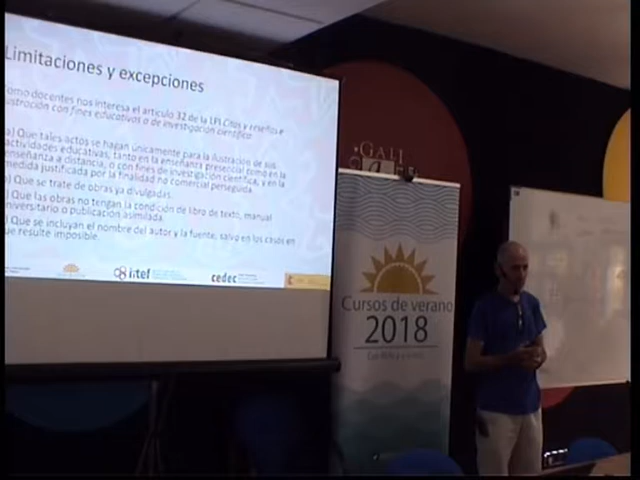 Limitaciones y excepciones
Como docentes nos interesa el artículo 32 de la LPI Citas y reseñas e
ilustración con fines educativos o de investigación científica
a) Que tales actos se hagan únicamente para la ilustración de sus
actividades educativas, tanto en la enseñanza presencial como en la
enseñanza a distancia, o con fines de investigación científica, y en la
medida justificada por la finalidad no comercial perseguida.
b) Que se trate de obras ya divulgadas.
Que las obras no tengan la condición de libro de texto, manual
universitario o publicación asimilada.
Que se incluyan el nombre del autor y la fuente, salvo en los casos en
que resulte imposible.
intef
cedec
GALI
Cursos de verano
2018